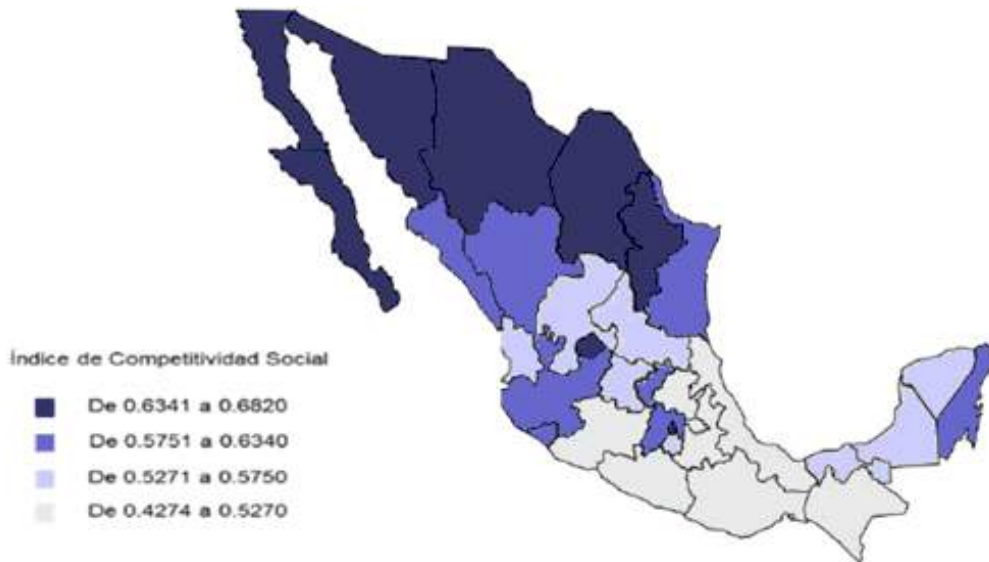 Índice de Competitividad Social
De 0.6341 a 0.6820
De 0.5751 a 0.6340
De 0.5271 a 0.5750
De 0.4274 a 0.5270